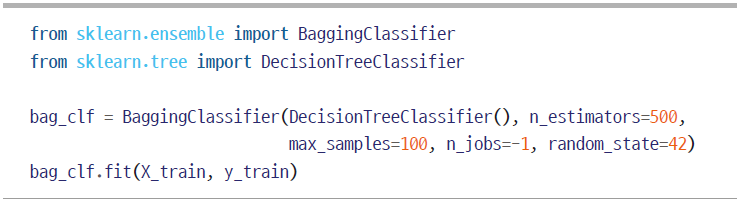 from sklearn.ensemble import BaggingClassifier
from sklearn.tree import DecisionTreeClassifier
bag_clf = BaggingClassifier(DecisionTreeClassifier(), n_estimators=500,
max_samples=100, n_jobs=-1, random_state=42)
bag_clf.fit(X_train, y_train)